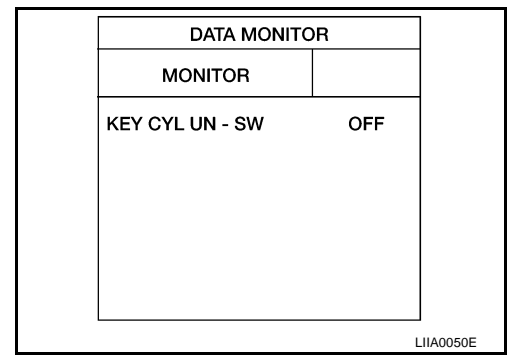 DATA MONITOR
MONITOR
KEY CYL UN - SW OFF
LIIA0050E